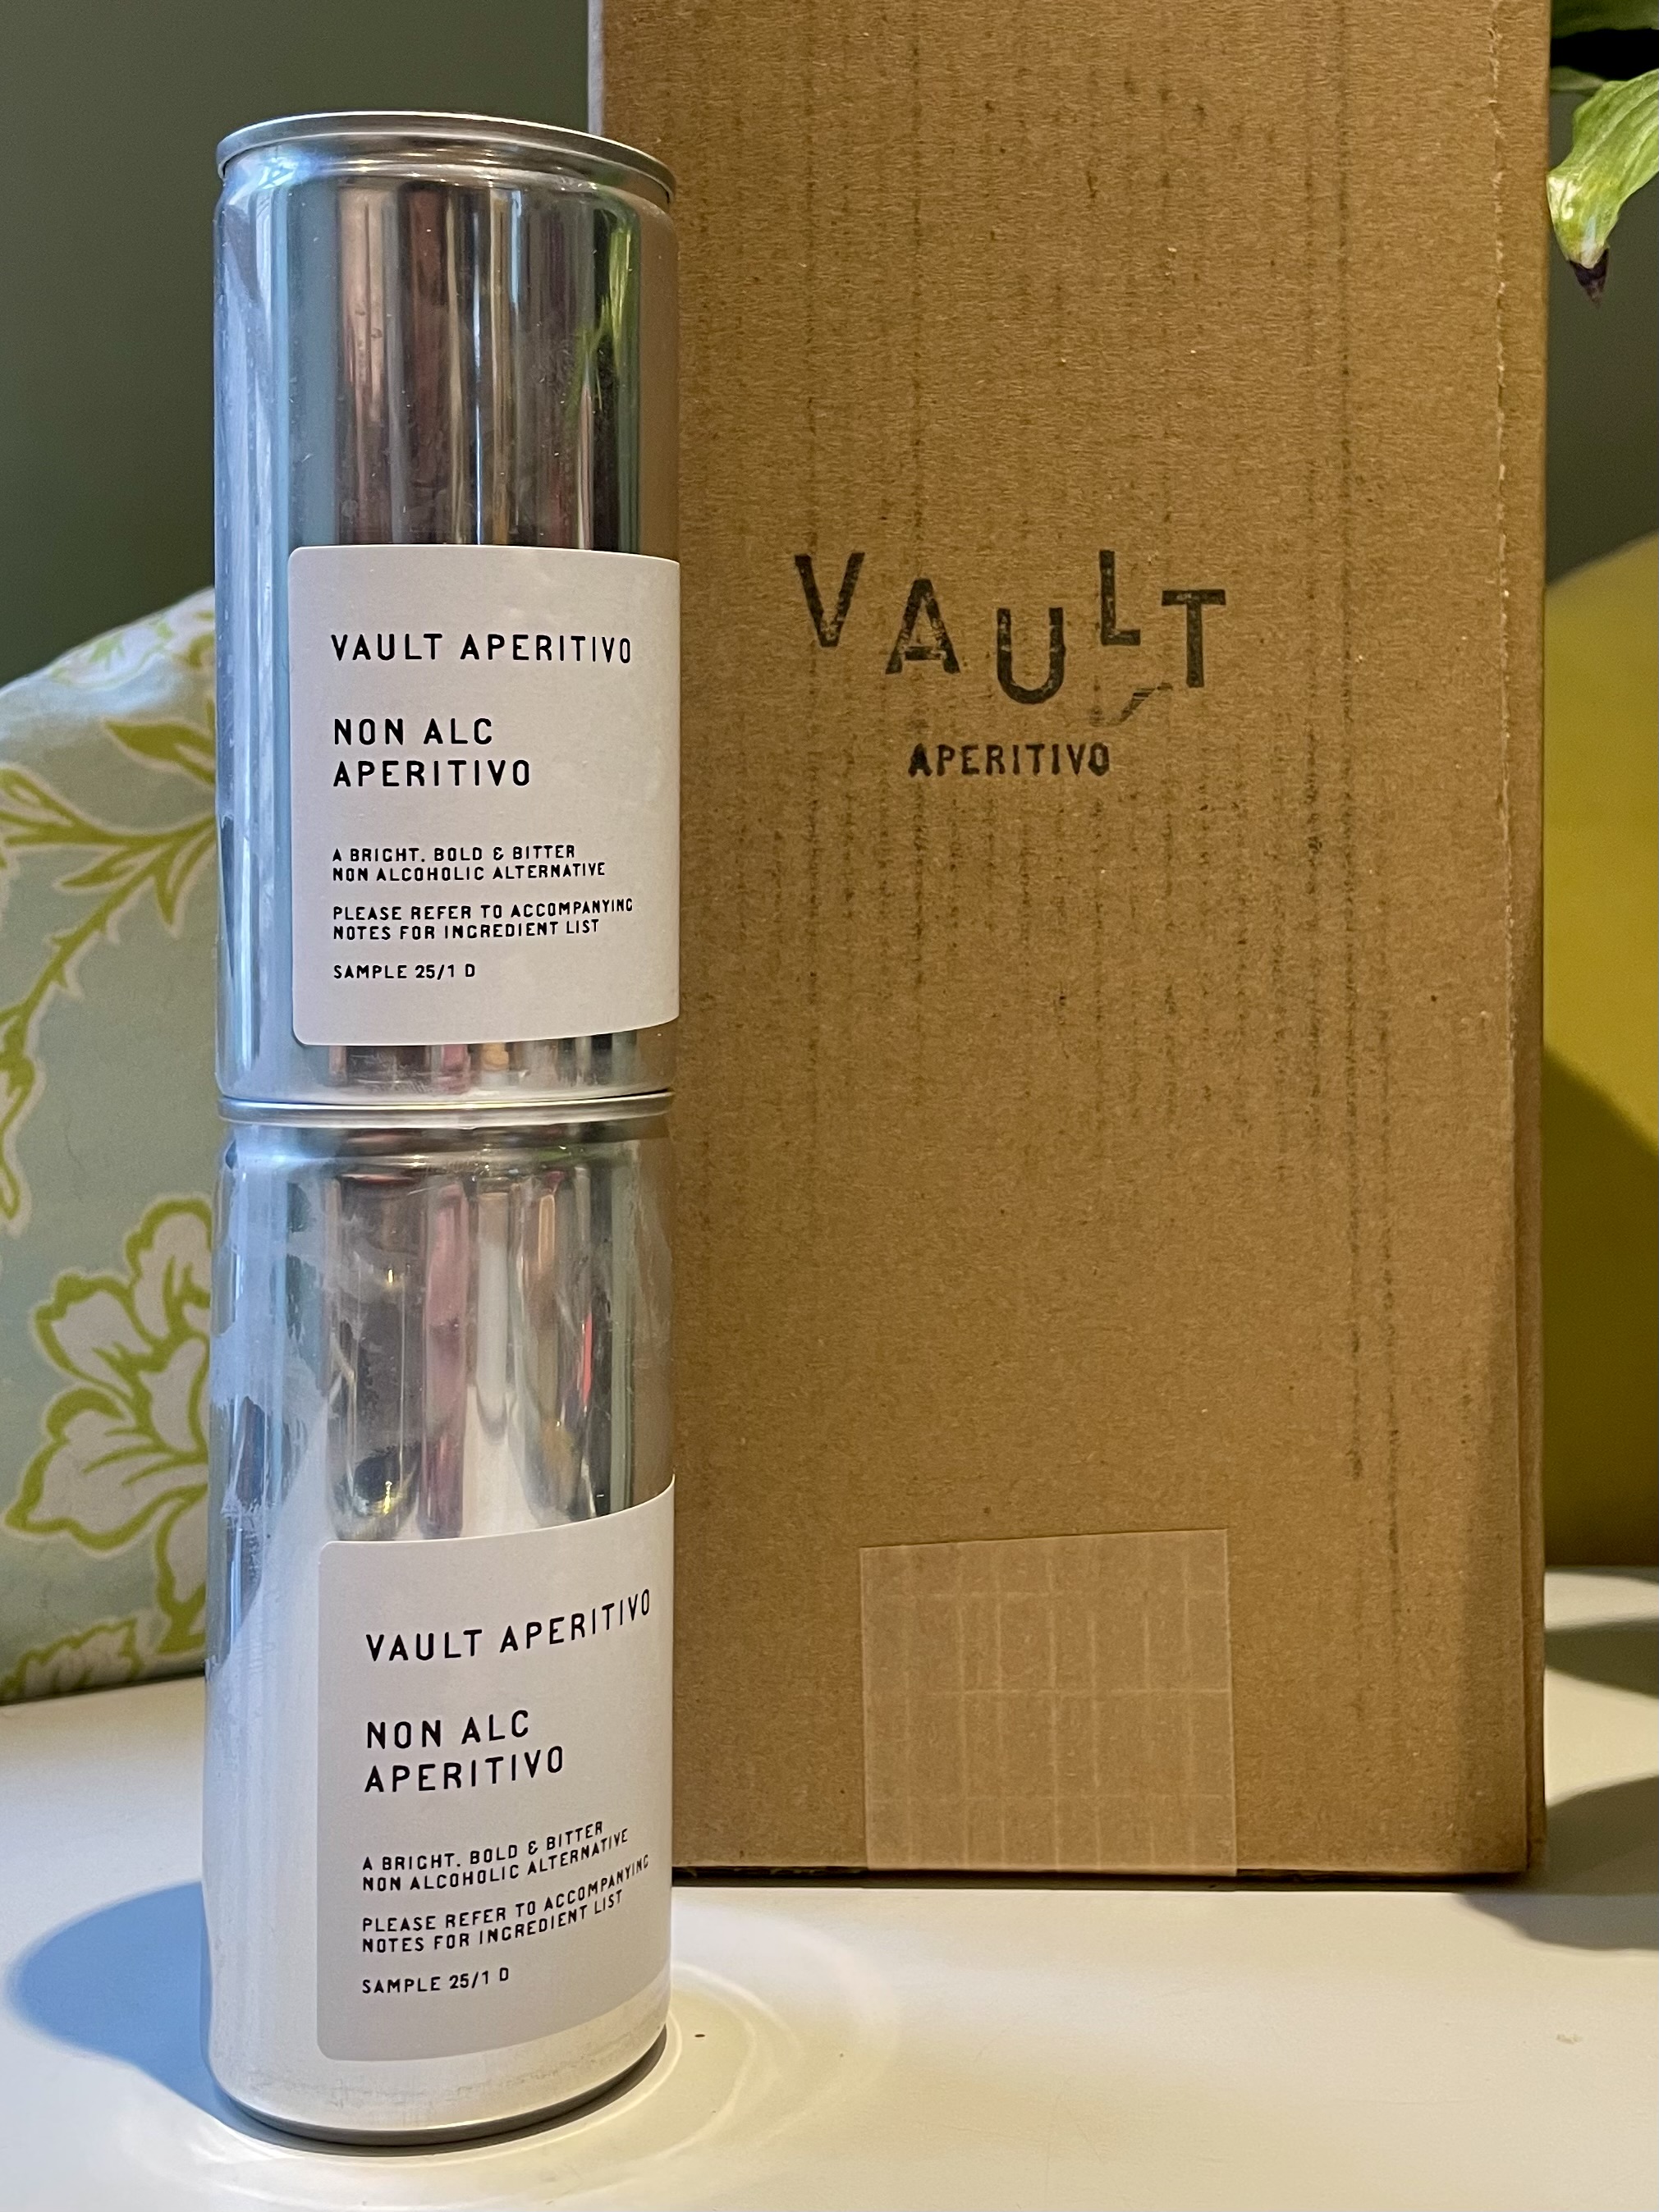 VAULT APERITIVO
NON ALC
APERITIVO
A BRIGHT, BOLD & BITTER
NON ALCOHOLIC ALTERNATIVE
PLEASE REFER TO ACCOMPANYING
NOTES FOR INGREDIENT LIST
SAMPLE 25/1 D
VAULT
APERITIVO
VAULT APERITIVO
NON ALC
APERITIVO
A BRIGHT, BOLD & BITTER
NON ALCOHOLIC ALTERNATIVE
PLEASE REFER TO ACCOMPANYING
NOTES FOR INGREDIENT LIST
SAMPLE 25/1 D